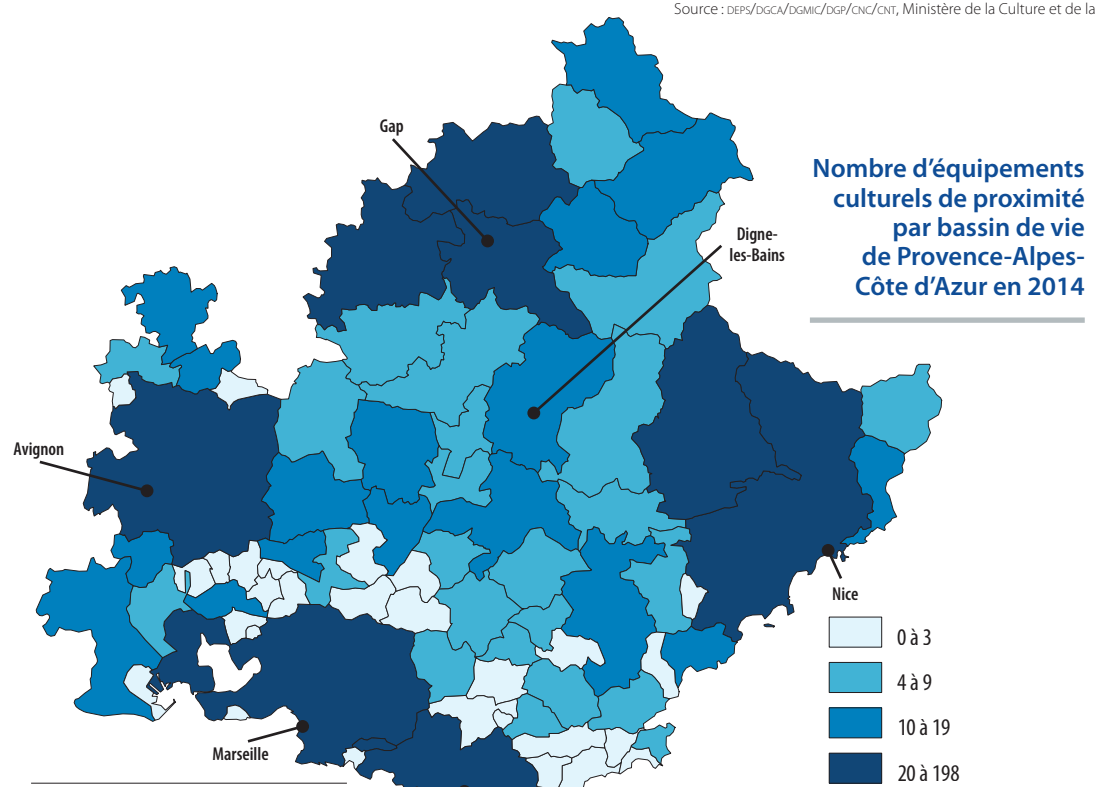 Source : DEPS/DGCA/DGMIC/DGP/CNC/CNT, Ministère de la Culture et de la
Nombre d'équipements
culturels de proximité
par bassin de vie
de Provence-Alpes-
Côte d'Azur en 2014
Gap
Digne-
les-Bains
Avignon
Nice
Marseille
0 à 3
4 à 9
10 à 19
20 à 198